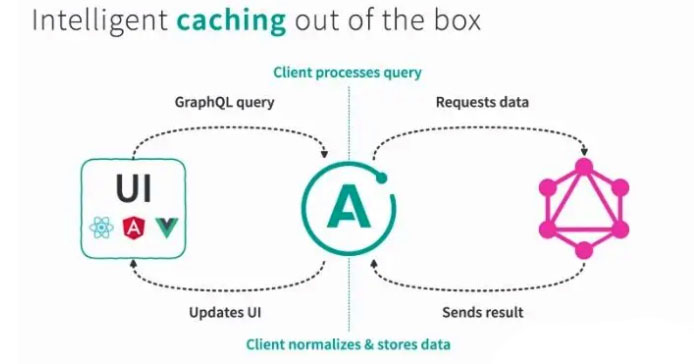 Intelligent caching out of the box
Client processes query
GraphQL query
Requests data
UI
A
A
Updates UI
Sends result
Client normalizes & stores data